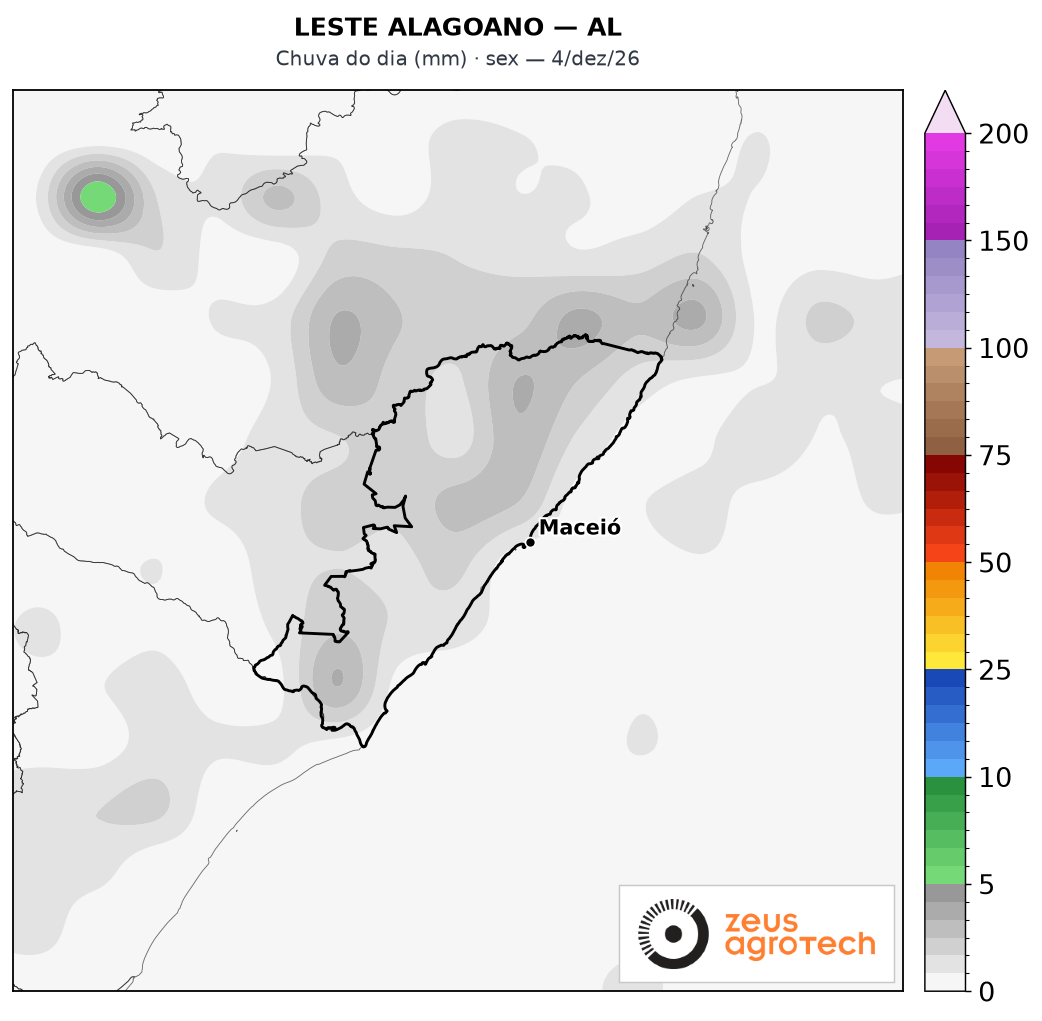 LESTE ALAGOANO — AL
Chuva do dia (mm) · sex — 4/dez/26
200
150
100
75
50
25
10
5
0
Maceió
zeus
agrotech